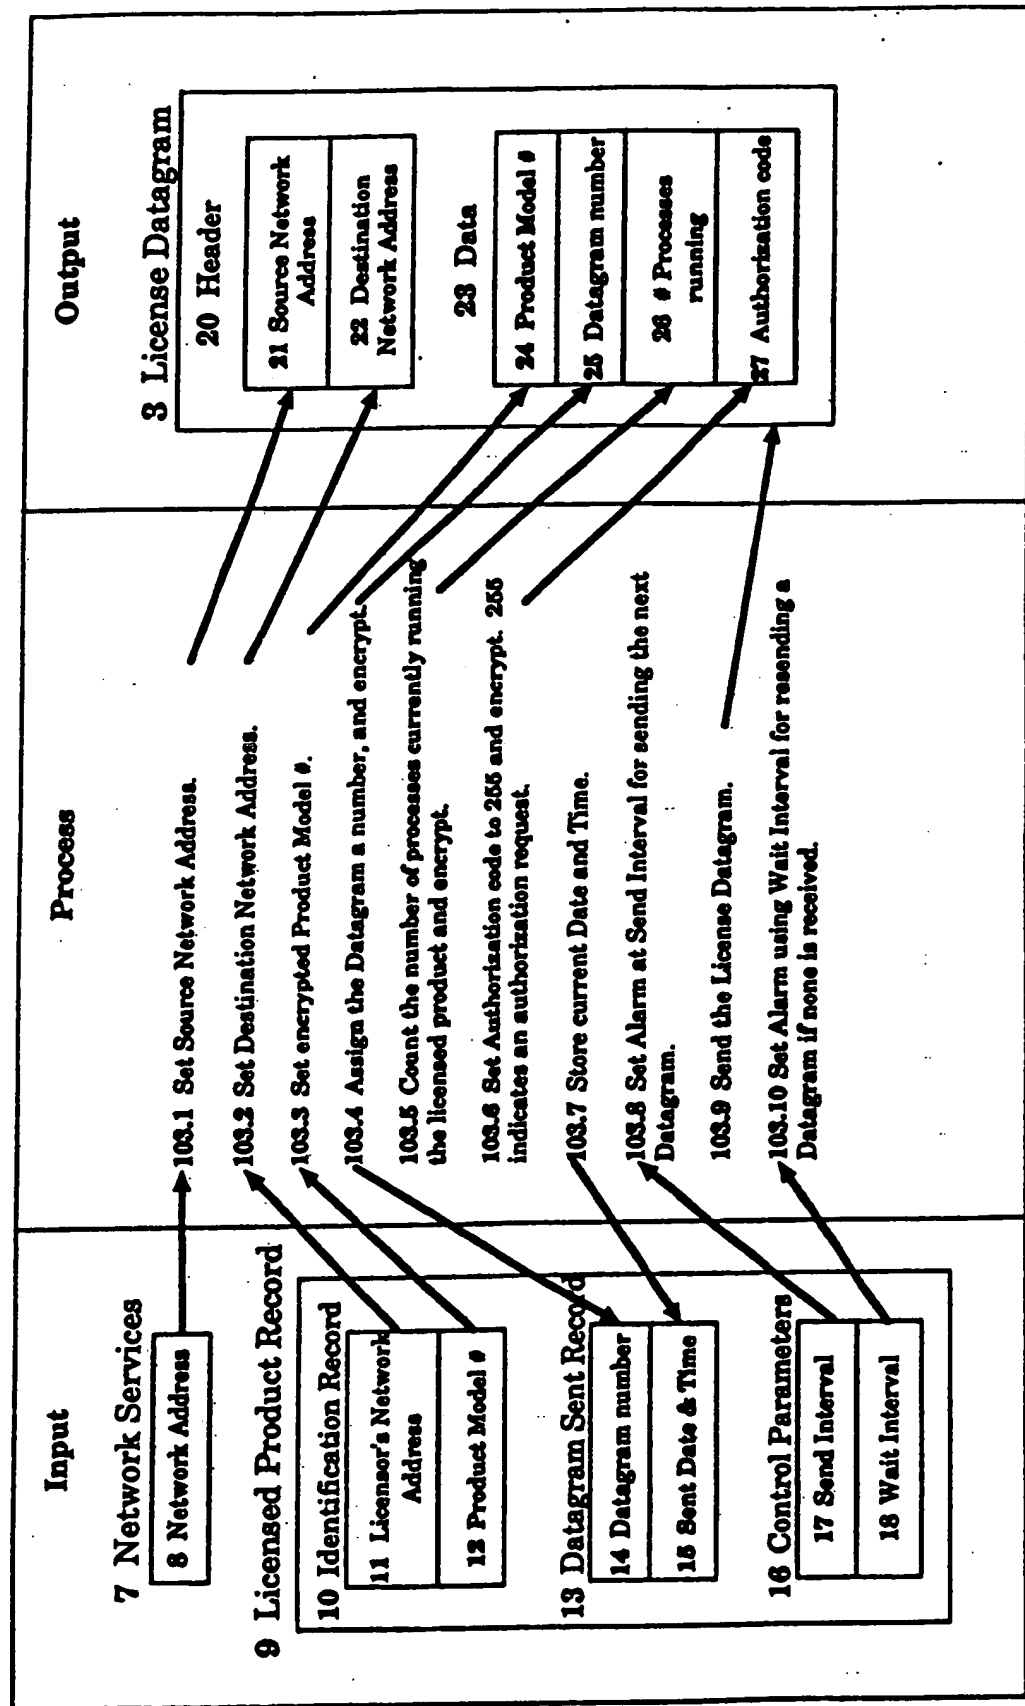 Input
7 Network Services
8 Network Address
9 Licensed Product Record
10 Identification Record
11 Licensor's Network
Address
12 Product Model #
13 Datagram Sent Record
14 Datagram number
15 Sent Date & Time
16 Control Parameters
17 Send Interval
18 Wait Interval
Process
103.1 Set Source Network Address.
103.2 Set Destination Network Address.
103.3 Set encrypted Product Model #.
103.4 Assign the Datagram a number, and encrypt.
103.5 Count the number of processes currently running
the licensed product and encrypt.
103.6 Set Authorization code to 255 and encrypt. 255
indicates an authorization request.
103.7 Store current Date and Time.
103.8 Set Alarm at Send Interval for sending the next
Datagram.
103.9 Send the License Datagram.
103.10 Set Alarm using Wait Interval for resending a
Datagram if none is received.
Output
3 License Datagram
20 Header
21 Source Network
Address
22 Destination
Network Address
23 Data
24 Product Model #
25 Datagram number
26 # Processes
running
27 Authorization code